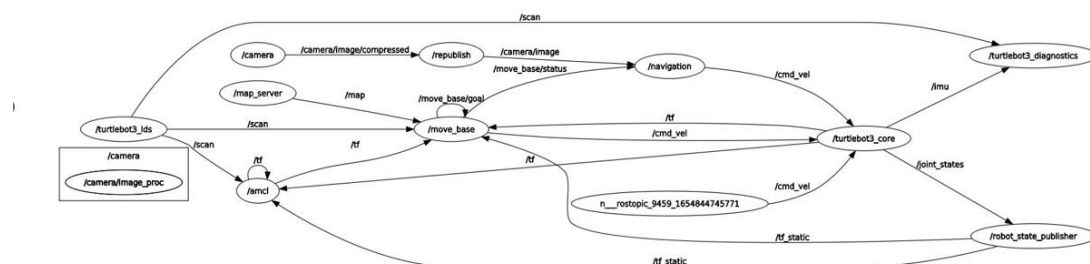 /scan
/camera
/camera/image/compressed
/republish
/camera/image
/navigation
/turtlebot3_diagnostics
/move_base/status
/map_server
/map
/cmd_vel
/imu
/move_base/goal
/turtlebot3_lds
/scan
/move_base
/tf
/cmd_vel
/turtlebot3_core
/scan
/tf
/camera
/tf
/tf
/joint_states
/camera/image_proc
/amcl
/cmd_vel
n__rostopic_9459_1654844745771
/tf_static
/robot_state_publisher
/tf_static